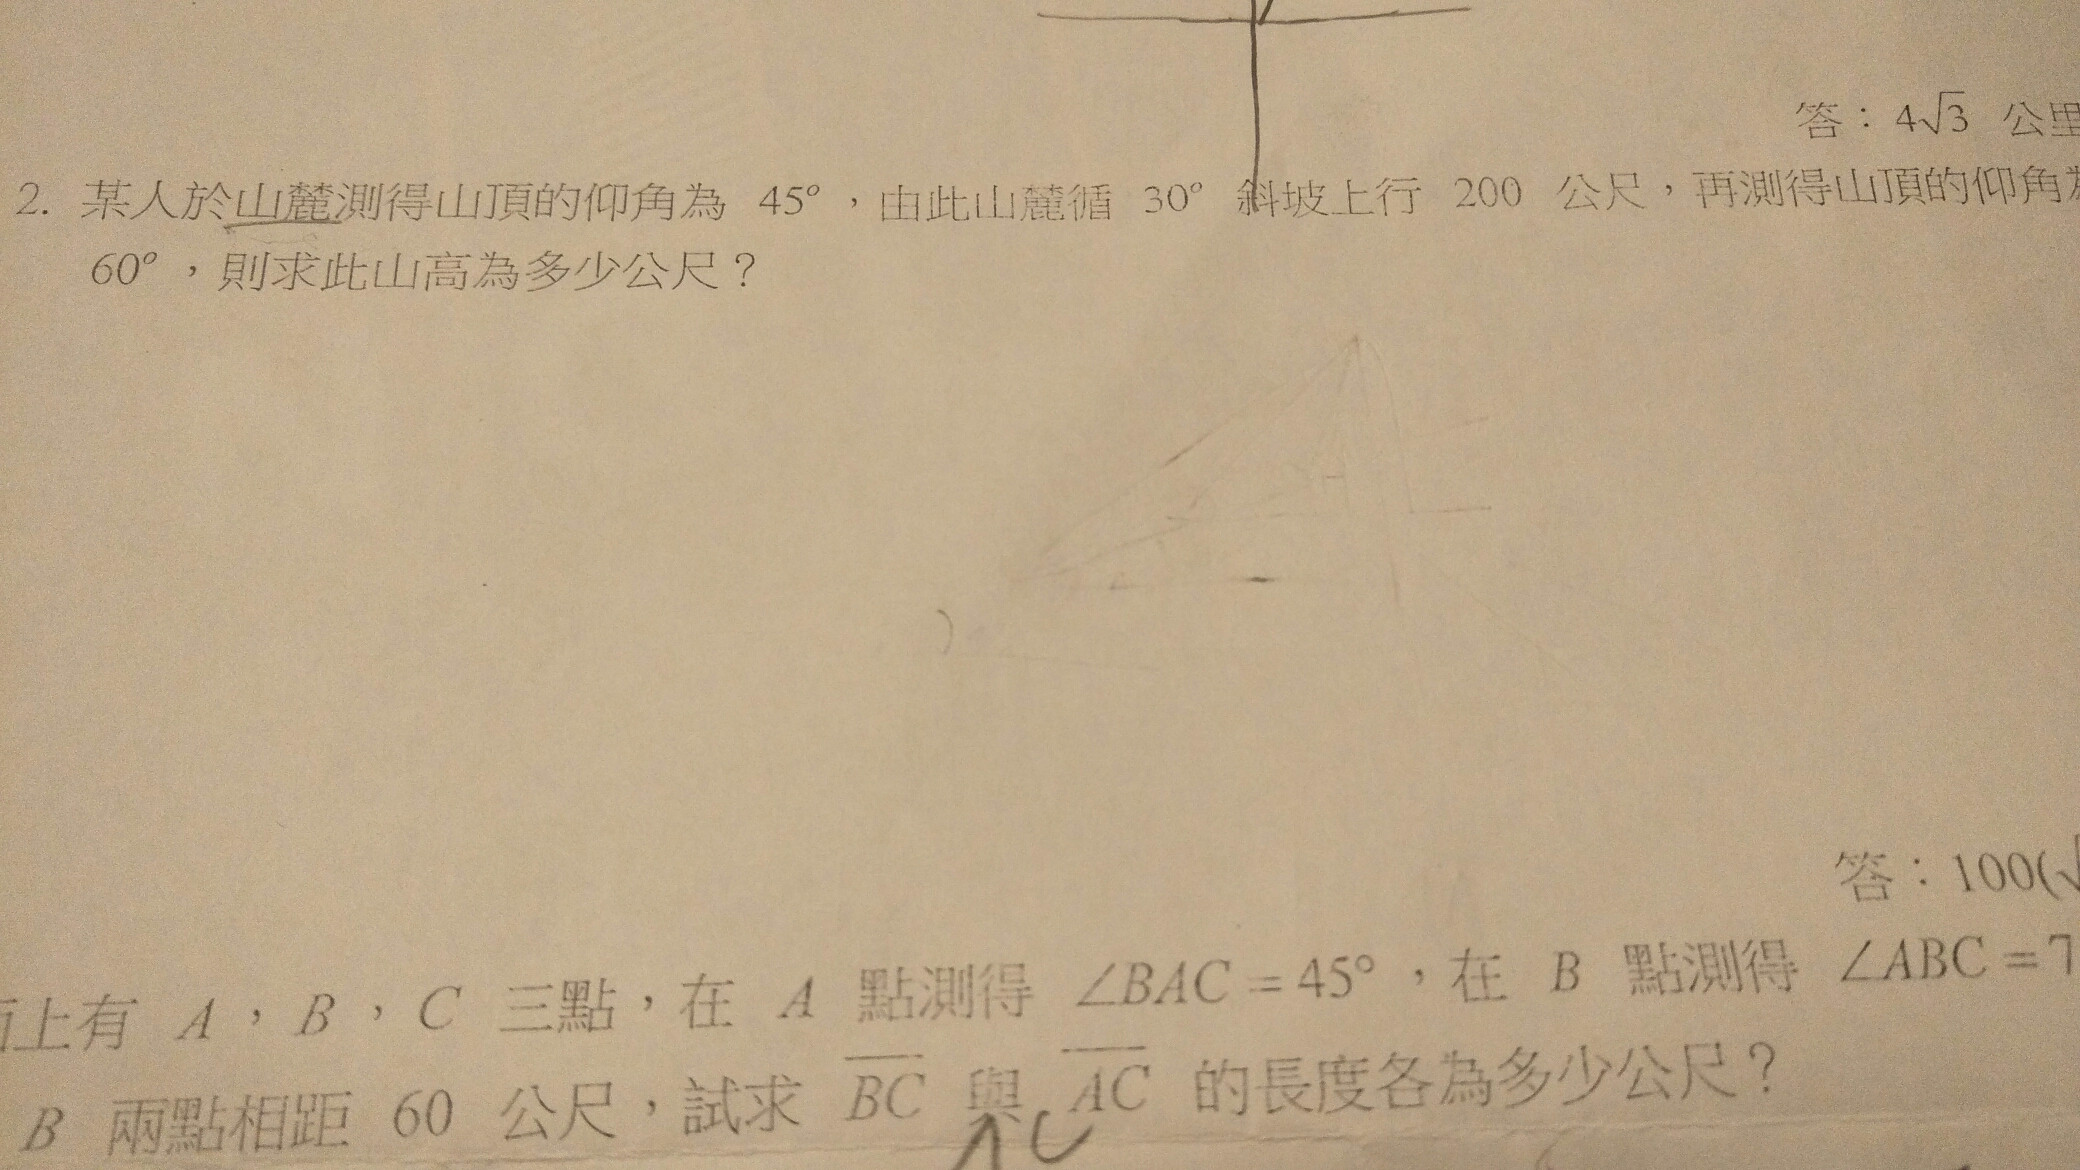 答：4√3 公里
2. 某人於山麓測得山頂的仰角為 45°，由此山麓循 30° 斜坡上行 200 公尺，再測得山頂的仰角為
60°，則求此山高為多少公尺？
答：100(√
上有 A，B，C 三點，在 A 點測得 ∠BAC = 45°，在 B 點測得 ∠ABC = 7
B 兩點相距 60 公尺，試求 BC 與 AC 的長度各為多少公尺？